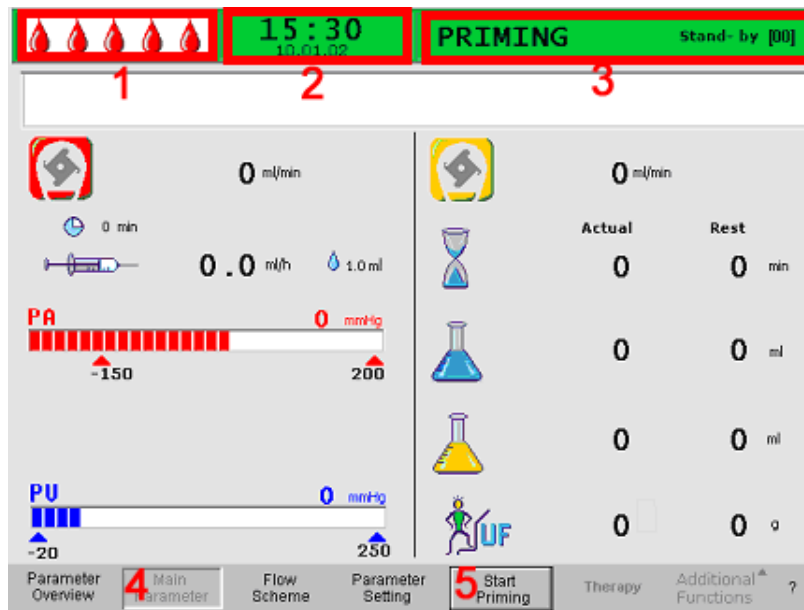 15:30
10.01.02
PRIMING Stand- by [00]
1 2 3
0 ml/min
0 min
0.0 ml/h 1.0 ml
PA 0 mmHg
-150 200
PV 0 mmHg
-20 250
0 ml/min
Actual Rest
0 0 min
0 0 ml
0 0 ml
UF 0 0 g
Parameter Overview
4
Main Parameter
Flow Scheme
Parameter Setting
5
Start Priming
Therapy
Additional Functions
?